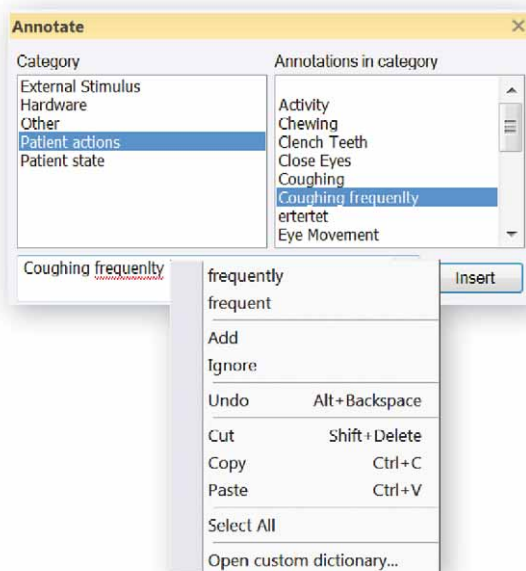 Annotate
Category
External Stimulus
Hardware
Other
Patient actions
Patient state
Annotations in category
Activity
Chewing
Clench Teeth
Close Eyes
Coughing
Coughing frequenlty
ertertet
Eye Movement
Coughing frequenlty
Insert
frequently
frequent
Add
Ignore
Undo Alt+Backspace
Cut Shift+Delete
Copy Ctrl+C
Paste Ctrl+V
Select All
Open custom dictionary...